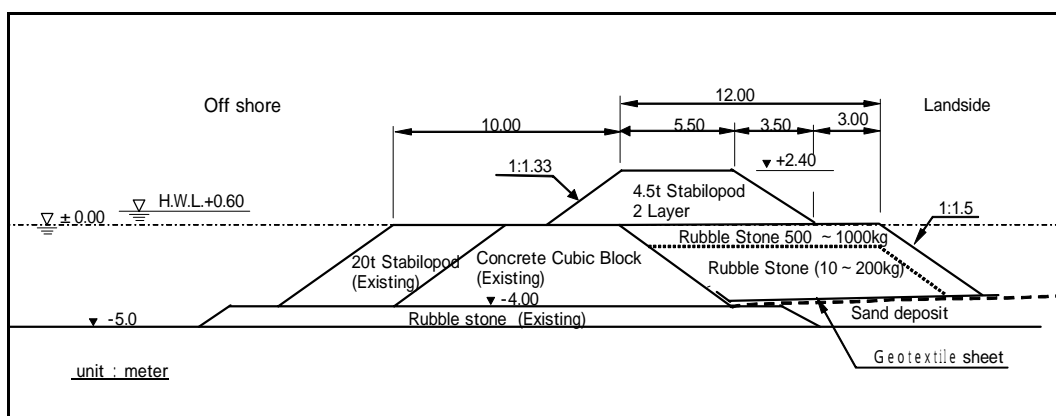 12.00
Off shore
Landside
10.00
5.50
3.50
3.00
1:1.33
+2.40
4.5t Stabilopod
2 Layer
H.W.L.+0.60
± 0.00
1:1.5
Rubble Stone 500 ~ 1000kg
20t Stabilopod
(Existing)
Concrete Cubic Block
(Existing)
Rubble Stone (10 ~ 200kg)
-4.00
-5.0
Rubble stone (Existing)
Sand deposit
Geotextile sheet
unit : meter